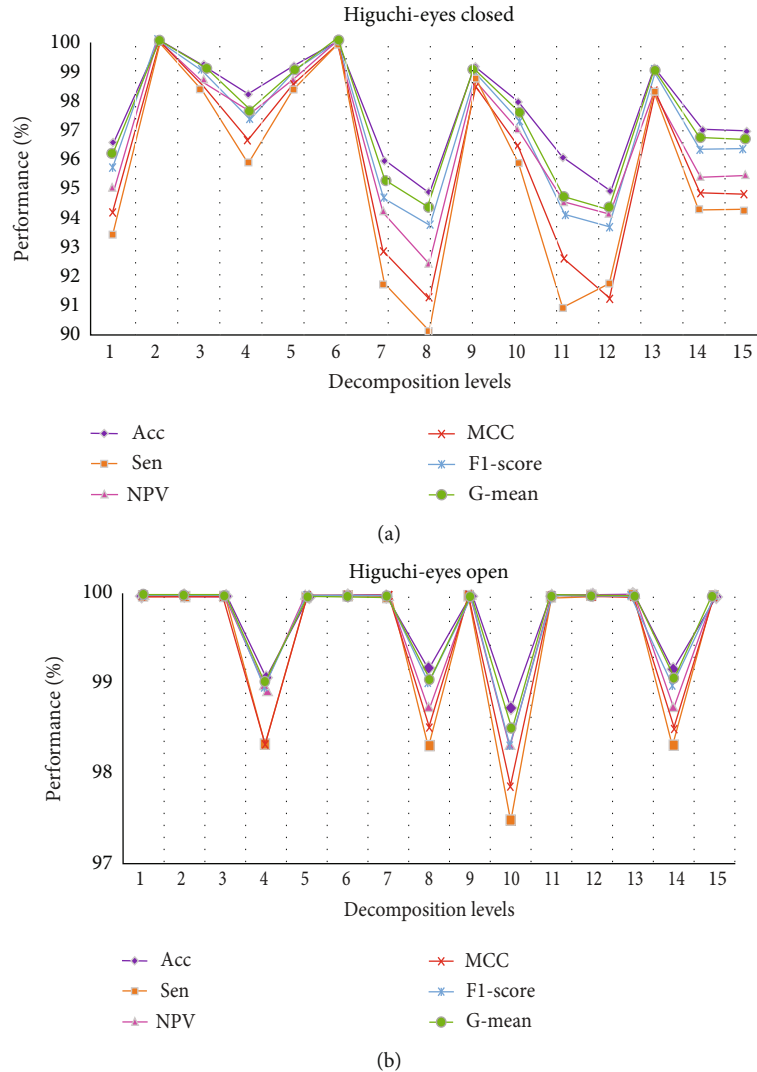 Higuchi-eyes closed
100
99
98
97
96
95
94
93
92
91
90
Performance (%)
1 2 3 4 5 6 7 8 9 10 11 12 13 14 15
Decomposition levels
Acc MCC
Sen F1-score
NPV G-mean
(a)
Higuchi-eyes open
100
99
98
97
Performance (%)
1 2 3 4 5 6 7 8 9 10 11 12 13 14 15
Decomposition levels
Acc MCC
Sen F1-score
NPV G-mean
(b)